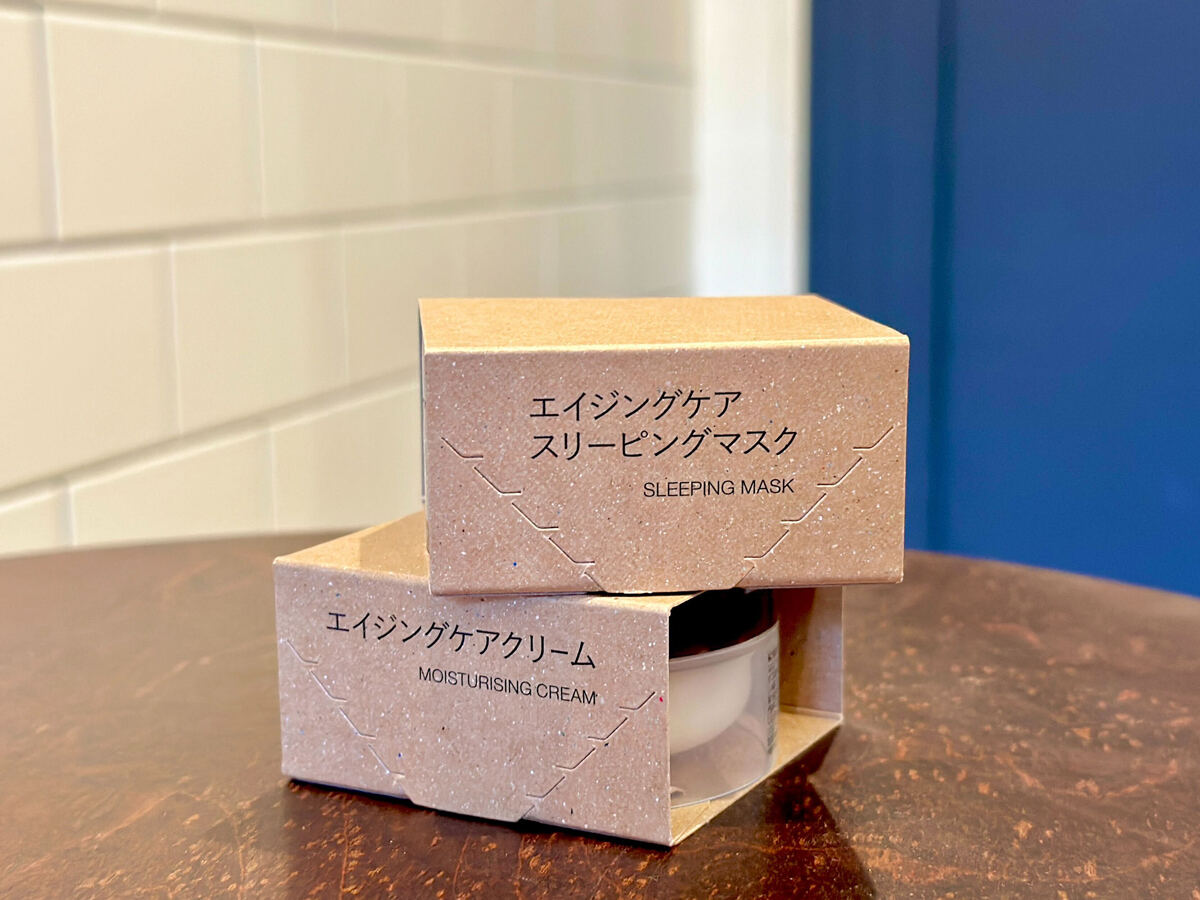 エイジングケア
スリーピングマスク
SLEEPING MASK
エイジングケアクリーム
MOISTURISING CREAM